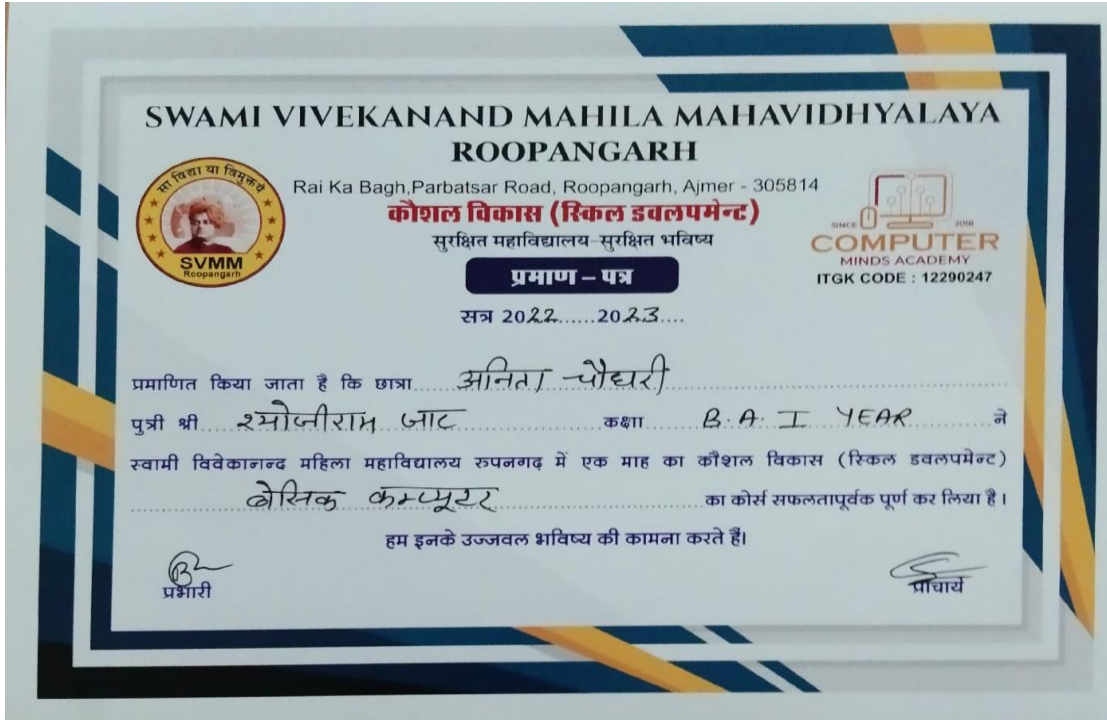 SWAMI VIVEKANAND MAHILA MAHAVIDHYALAYA
ROOPANGARH
Rai Ka Bagh,Parbatsar Road, Roopangarh, Ajmer - 305814
कौशल विकास (स्किल डवलपमेन्ट)
सुरक्षित महाविद्यालय-सुरक्षित भविष्य
प्रमाण – पत्र
सत्र 2022......2023....
सा विद्या या विमुक्तये
SVMM
Roopangarh
SINCE 2018
COMPUTER
MINDS ACADEMY
ITGK CODE : 12290247
प्रमाणित किया जाता है कि छात्रा अनिता चौधरी
पुत्री श्री श्योजीराम जाट कक्षा B. A. I YEAR ने
स्वामी विवेकानन्द महिला महाविद्यालय रुपनगढ़ में एक माह का कौशल विकास (स्किल डवलपमेन्ट)
बेसिक कम्प्यूटर का कोर्स सफलतापूर्वक पूर्ण कर लिया है।
हम इनके उज्जवल भविष्य की कामना करते हैं।
प्रभारी प्राचार्य